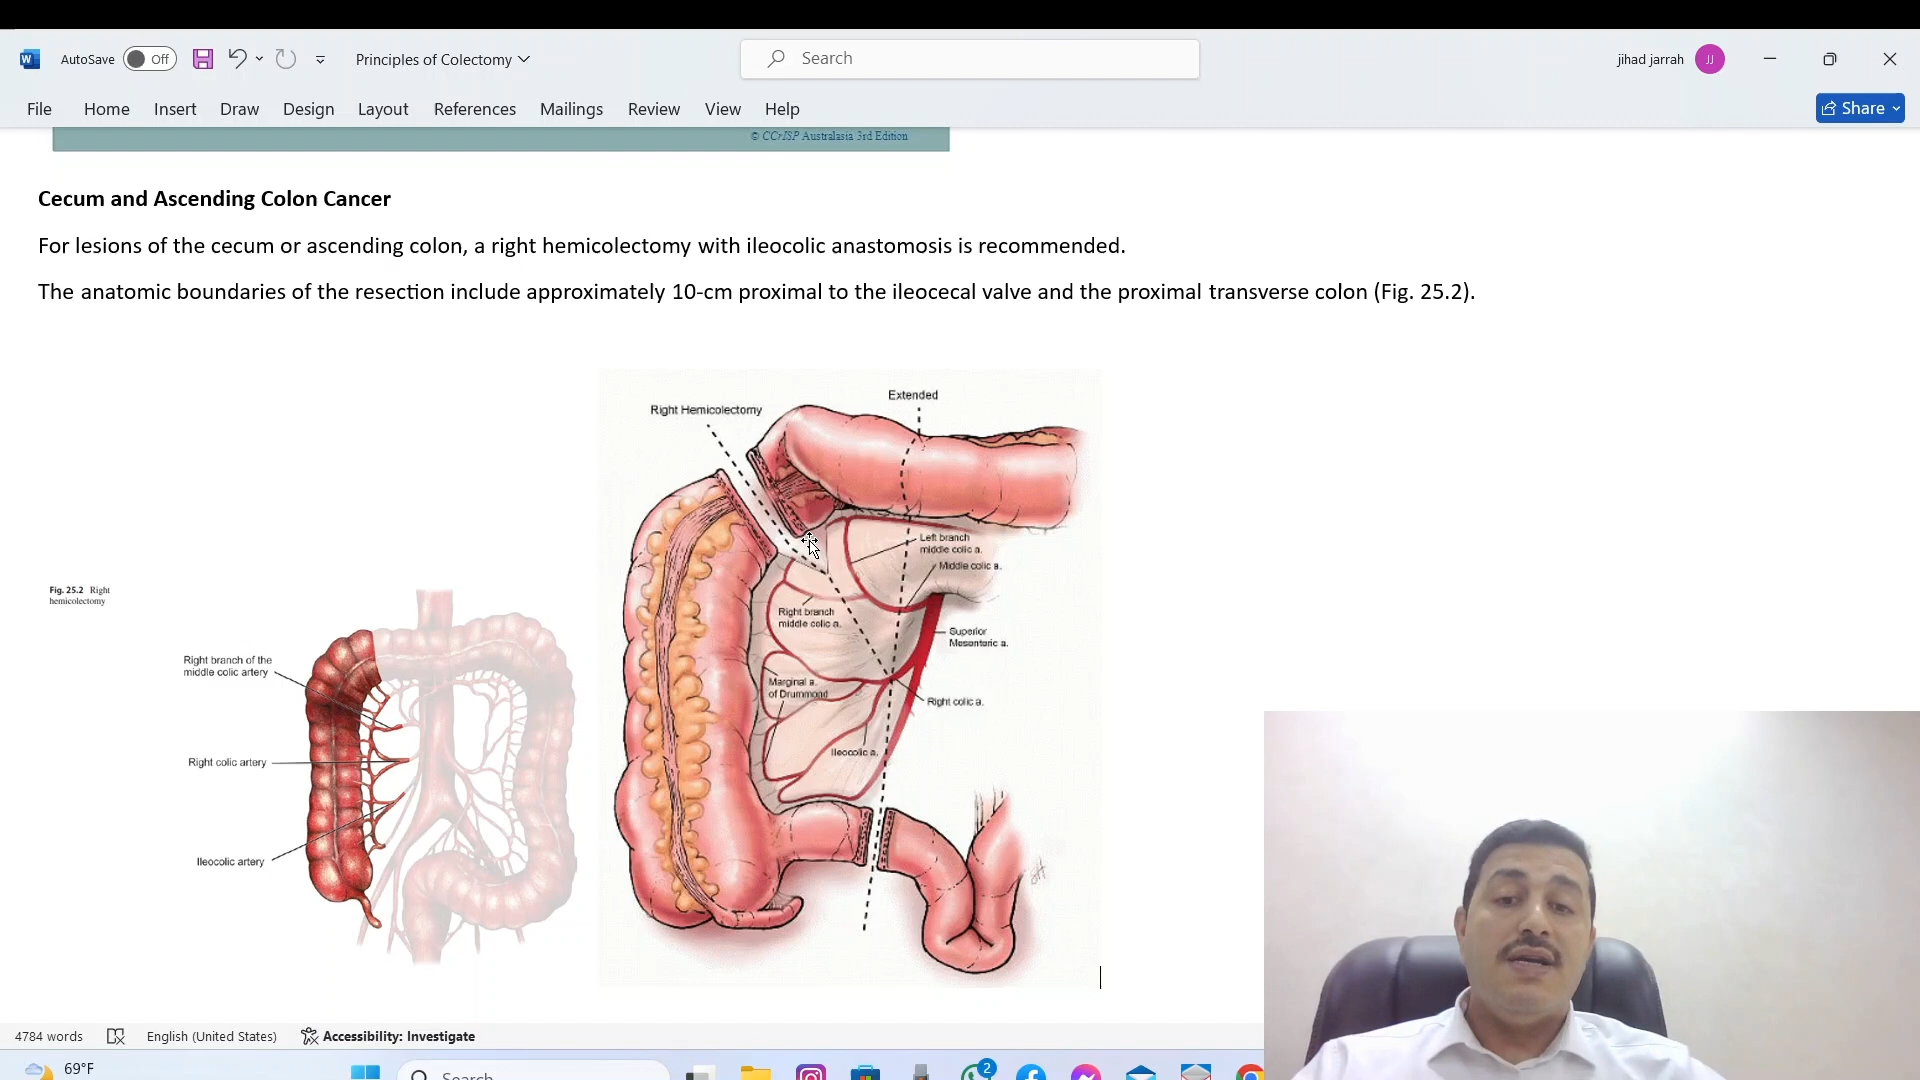 AutoSave Off Principles of Colectomy Search jihad jarrah JJ
File Home Insert Draw Design Layout References Mailings Review View Help Share
© CCrISP Australasia 3rd Edition
Cecum and Ascending Colon Cancer
For lesions of the cecum or ascending colon, a right hemicolectomy with ileocolic anastomosis is recommended.
The anatomic boundaries of the resection include approximately 10-cm proximal to the ileocecal valve and the proximal transverse colon (Fig. 25.2).
Fig. 25.2 Right
hemicolectomy
Right branch of the
middle colic artery
Right colic artery
Ileocolic artery
Right Hemicolectomy
Extended
Left branch
middle colic a.
Middle colic a.
Right branch
middle colic a.
Superior
Mesenteric a.
Marginal a.
of Drummond
Right colic a.
Ileocolic a.
4784 words English (United States) Accessibility: Investigate
69°F
Search
2